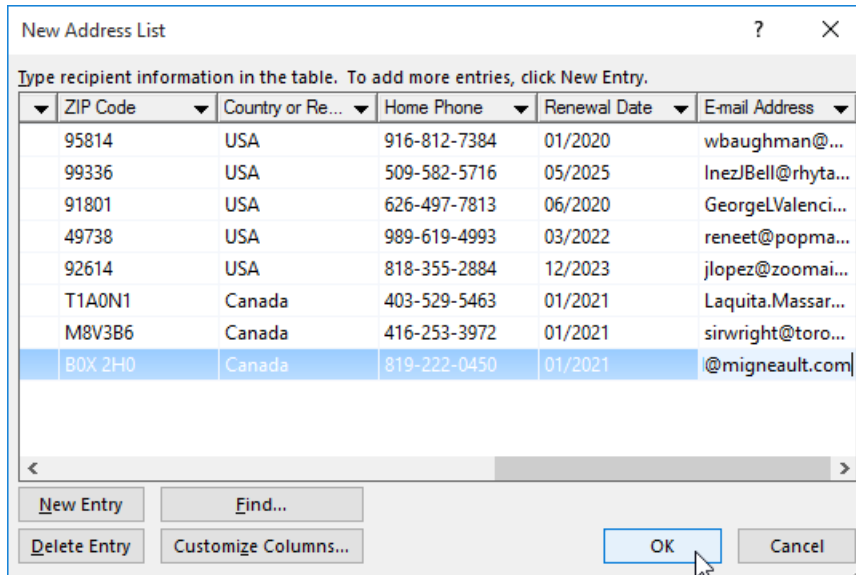 New Address List ?
Type recipient information in the table. To add more entries, click New Entry.
ZIP Code Country or Re... Home Phone Renewal Date E-mail Address
95814 USA 916-812-7384 01/2020 wbaughman@...
99336 USA 509-582-5716 05/2025 InezJBell@rhyta...
91801 USA 626-497-7813 06/2020 GeorgeLValenci...
49738 USA 989-619-4993 03/2022 reneet@popma...
92614 USA 818-355-2884 12/2023 jlopez@zoomai...
T1A0N1 Canada 403-529-5463 01/2021 Laquita.Massar...
M8V3B6 Canada 416-253-3972 01/2021 sirwright@toro...
B0X 2H0 Canada 819-222-0450 01/2021 @migneault.com
New Entry Find...
Delete Entry Customize Columns... OK Cancel